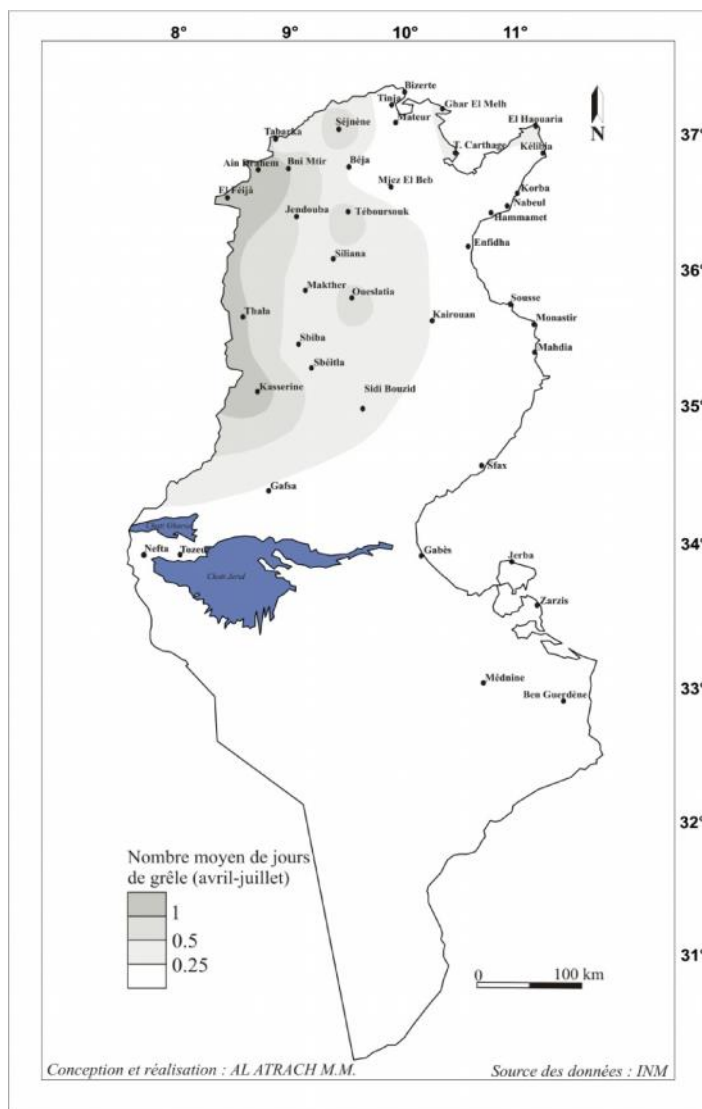 8° 9° 10° 11°
Bizerte
Tinja
Ghar El Melh
Mateur
El Haouaria
Séjnène
37°
Tabarka
T. Carthage
Kélibia
Béja
Ain Drahem
Bni Mtir
Mjez El Beb
El Féijà
Korba
Nabeul
Jendouba
Téboursouk
Hammamet
Enfidha
Siliana
36°
Makther
Oueslatia
Sousse
Thala
Kairouan
Monastir
Sbiba
Mahdia
Sbéitla
Kasserine
Sidi Bouzid
35°
Sfax
Gafsa
Chott Gharsa
Nefta
Tozeur
Gabès
Jerba
34°
Chott Jerid
Zarzis
Médnine
33°
Ben Guerdène
32°
Nombre moyen de jours
de grêle (avril-juillet)
1
0.5
0.25
31°
0 100 km
N
Conception et réalisation : AL ATRACH M.M.
Source des données : INM